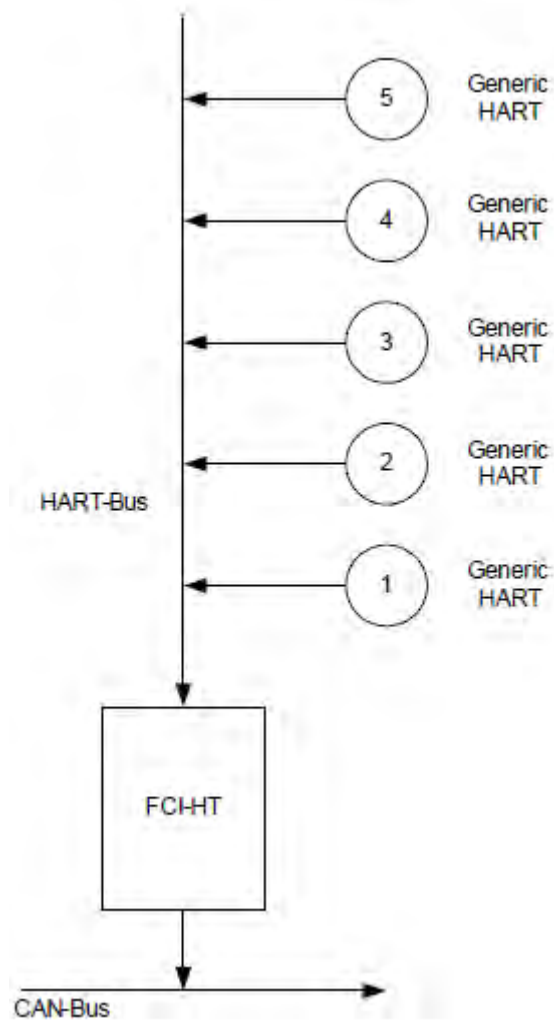 5
Generic
HART
4
Generic
HART
3
Generic
HART
2
Generic
HART
HART-Bus
1
Generic
HART
FCI-HT
CAN-Bus